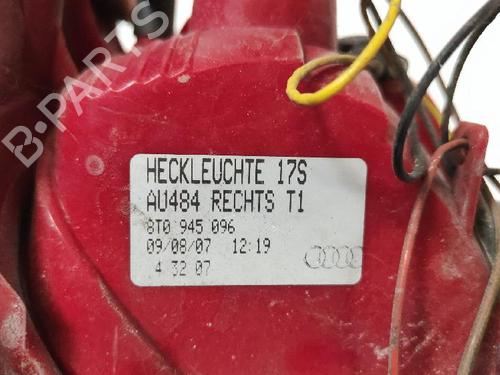 B-PARTS
HECKLEUCHTE 17S
AU484 RECHTS T1
8T0 945 096
09/08/07 12:19
4 32 07